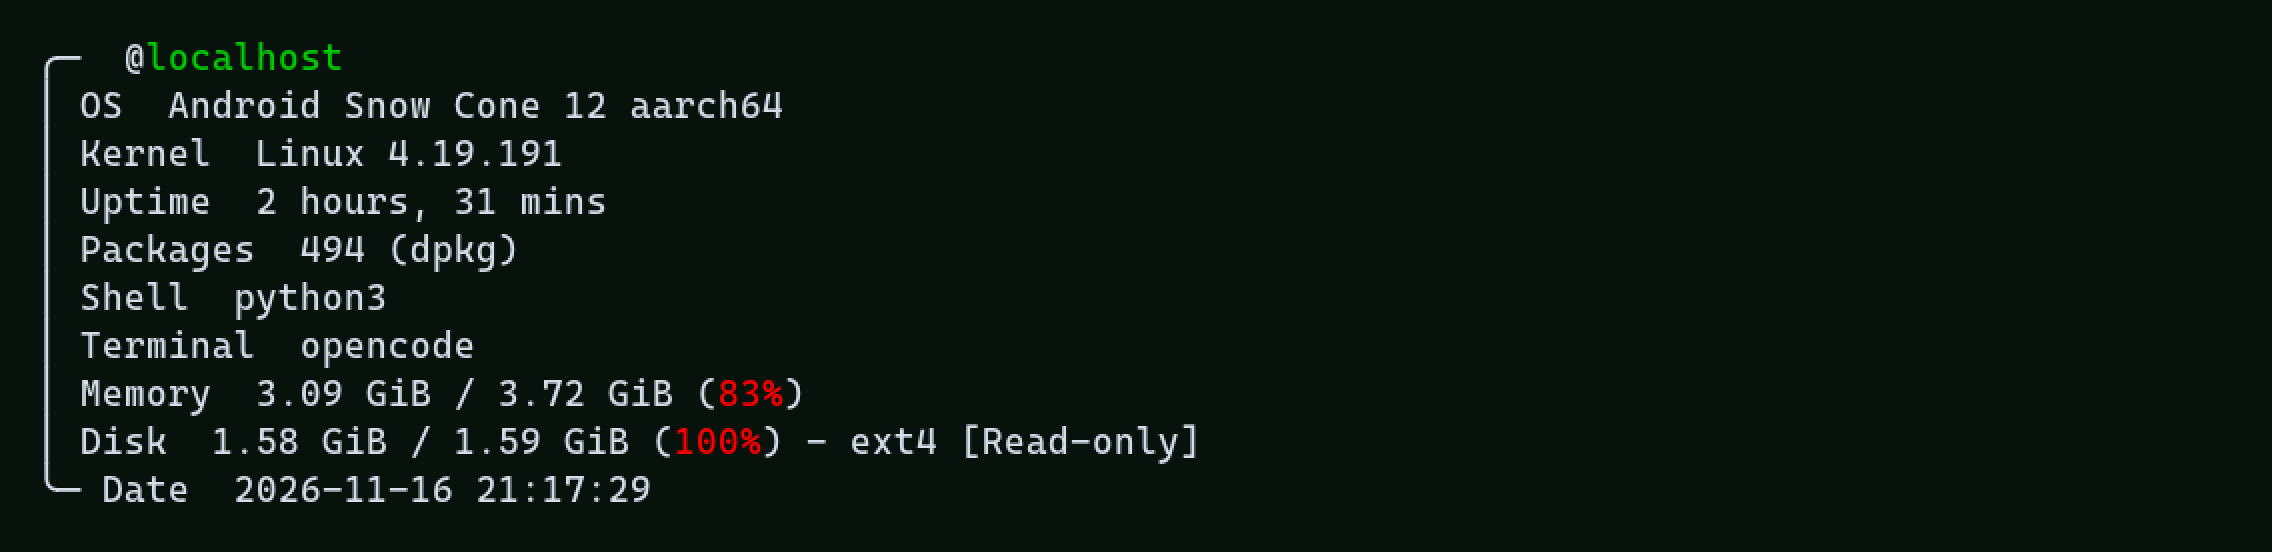 @localhost
OS  Android Snow Cone 12 aarch64
Kernel  Linux 4.19.191
Uptime  2 hours, 31 mins
Packages  494 (dpkg)
Shell  python3
Terminal  opencode
Memory  3.09 GiB / 3.72 GiB (83%)
Disk  1.58 GiB / 1.59 GiB (100%) - ext4 [Read-only]
Date  2026-11-16 21:17:29